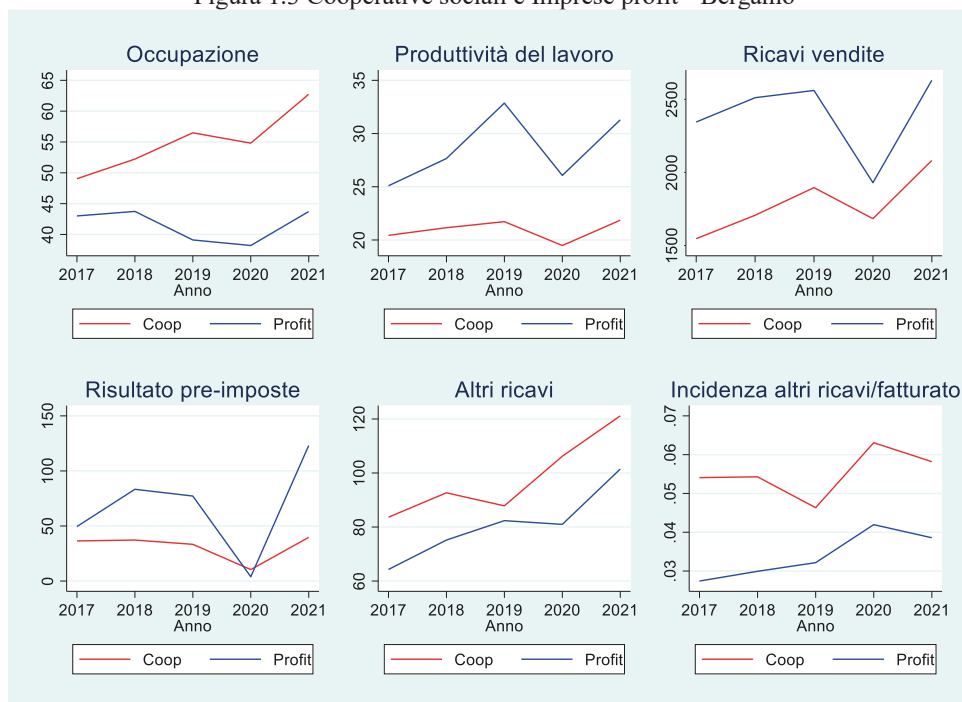 Figura 1.3 Cooperative sociali e Imprese profit - Bergamo
Occupazione
65
60
55
50
45
40
2017 2018 2019 2020 2021
Anno
Coop Profit
Produttività del lavoro
35
30
25
20
2017 2018 2019 2020 2021
Anno
Coop Profit
Ricavi vendite
2500
2000
1500
2017 2018 2019 2020 2021
Anno
Coop Profit
Risultato pre-imposte
150
100
50
0
2017 2018 2019 2020 2021
Anno
Coop Profit
Altri ricavi
120
100
80
60
2017 2018 2019 2020 2021
Anno
Coop Profit
Incidenza altri ricavi/fatturato
.07
.06
.05
.04
.03
2017 2018 2019 2020 2021
Anno
Coop Profit